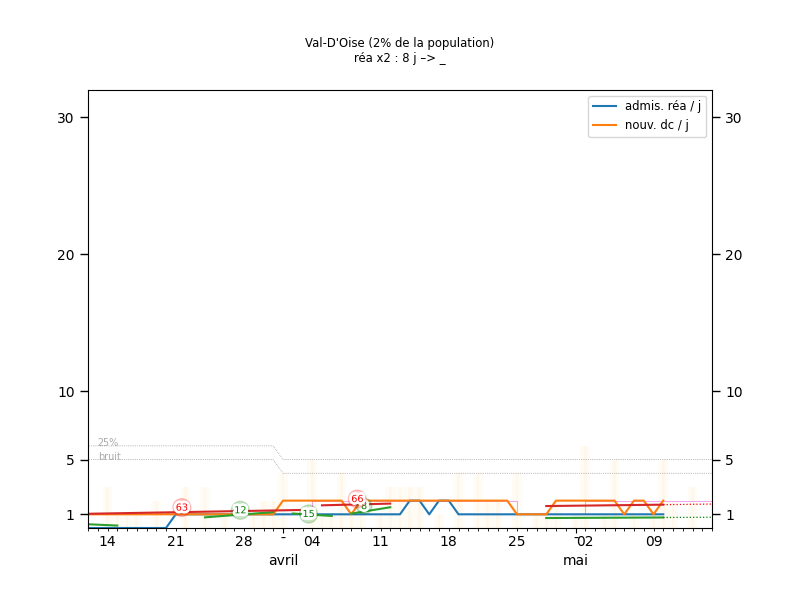 Val-D'Oise (2% de la population)
réa x2 : 8 j –> _
admis. réa / j
nouv. dc / j
30 30
20 20
10 10
25%
bruit
5 5
63 12 15 66 8
1 1
14 21 28 - 04 11 18 25 - 02 09
avril mai